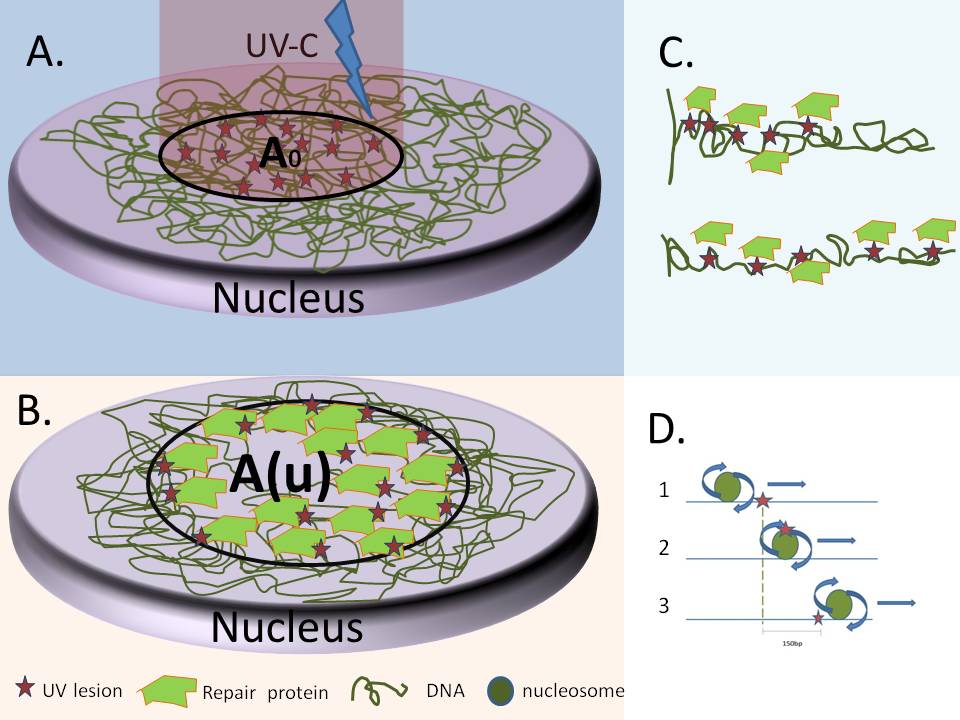 A.
UV-C
A0
Nucleus
B.
A(u)
Nucleus
UV lesion
Repair protein
DNA
nucleosome
C.
D.
1
2
3
150bp